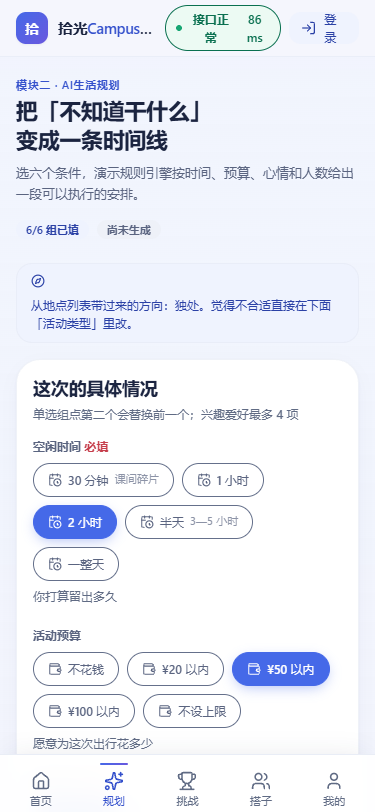 拾
拾光Campus...
接口正常
86 ms
登录
模块二 · AI生活规划
把「不知道干什么」
变成一条时间线
选六个条件，演示规则引擎按时间、预算、心情和人数给出
一段可以执行的安排。
6/6 组已填
尚未生成
从地点列表带过来的方向：独处。觉得不合适直接在下面
「活动类型」里改。
这次的具体情况
单选组点第二个会替换前一个；兴趣爱好最多 4 项
空闲时间 必填
30 分钟 课间碎片
1 小时
2 小时
半天 3—5 小时
一整天
你打算留出多久
活动预算
不花钱
¥20 以内
¥50 以内
¥100 以内
不设上限
愿意为这次出行花多少
首页
规划
挑战
搭子
我的